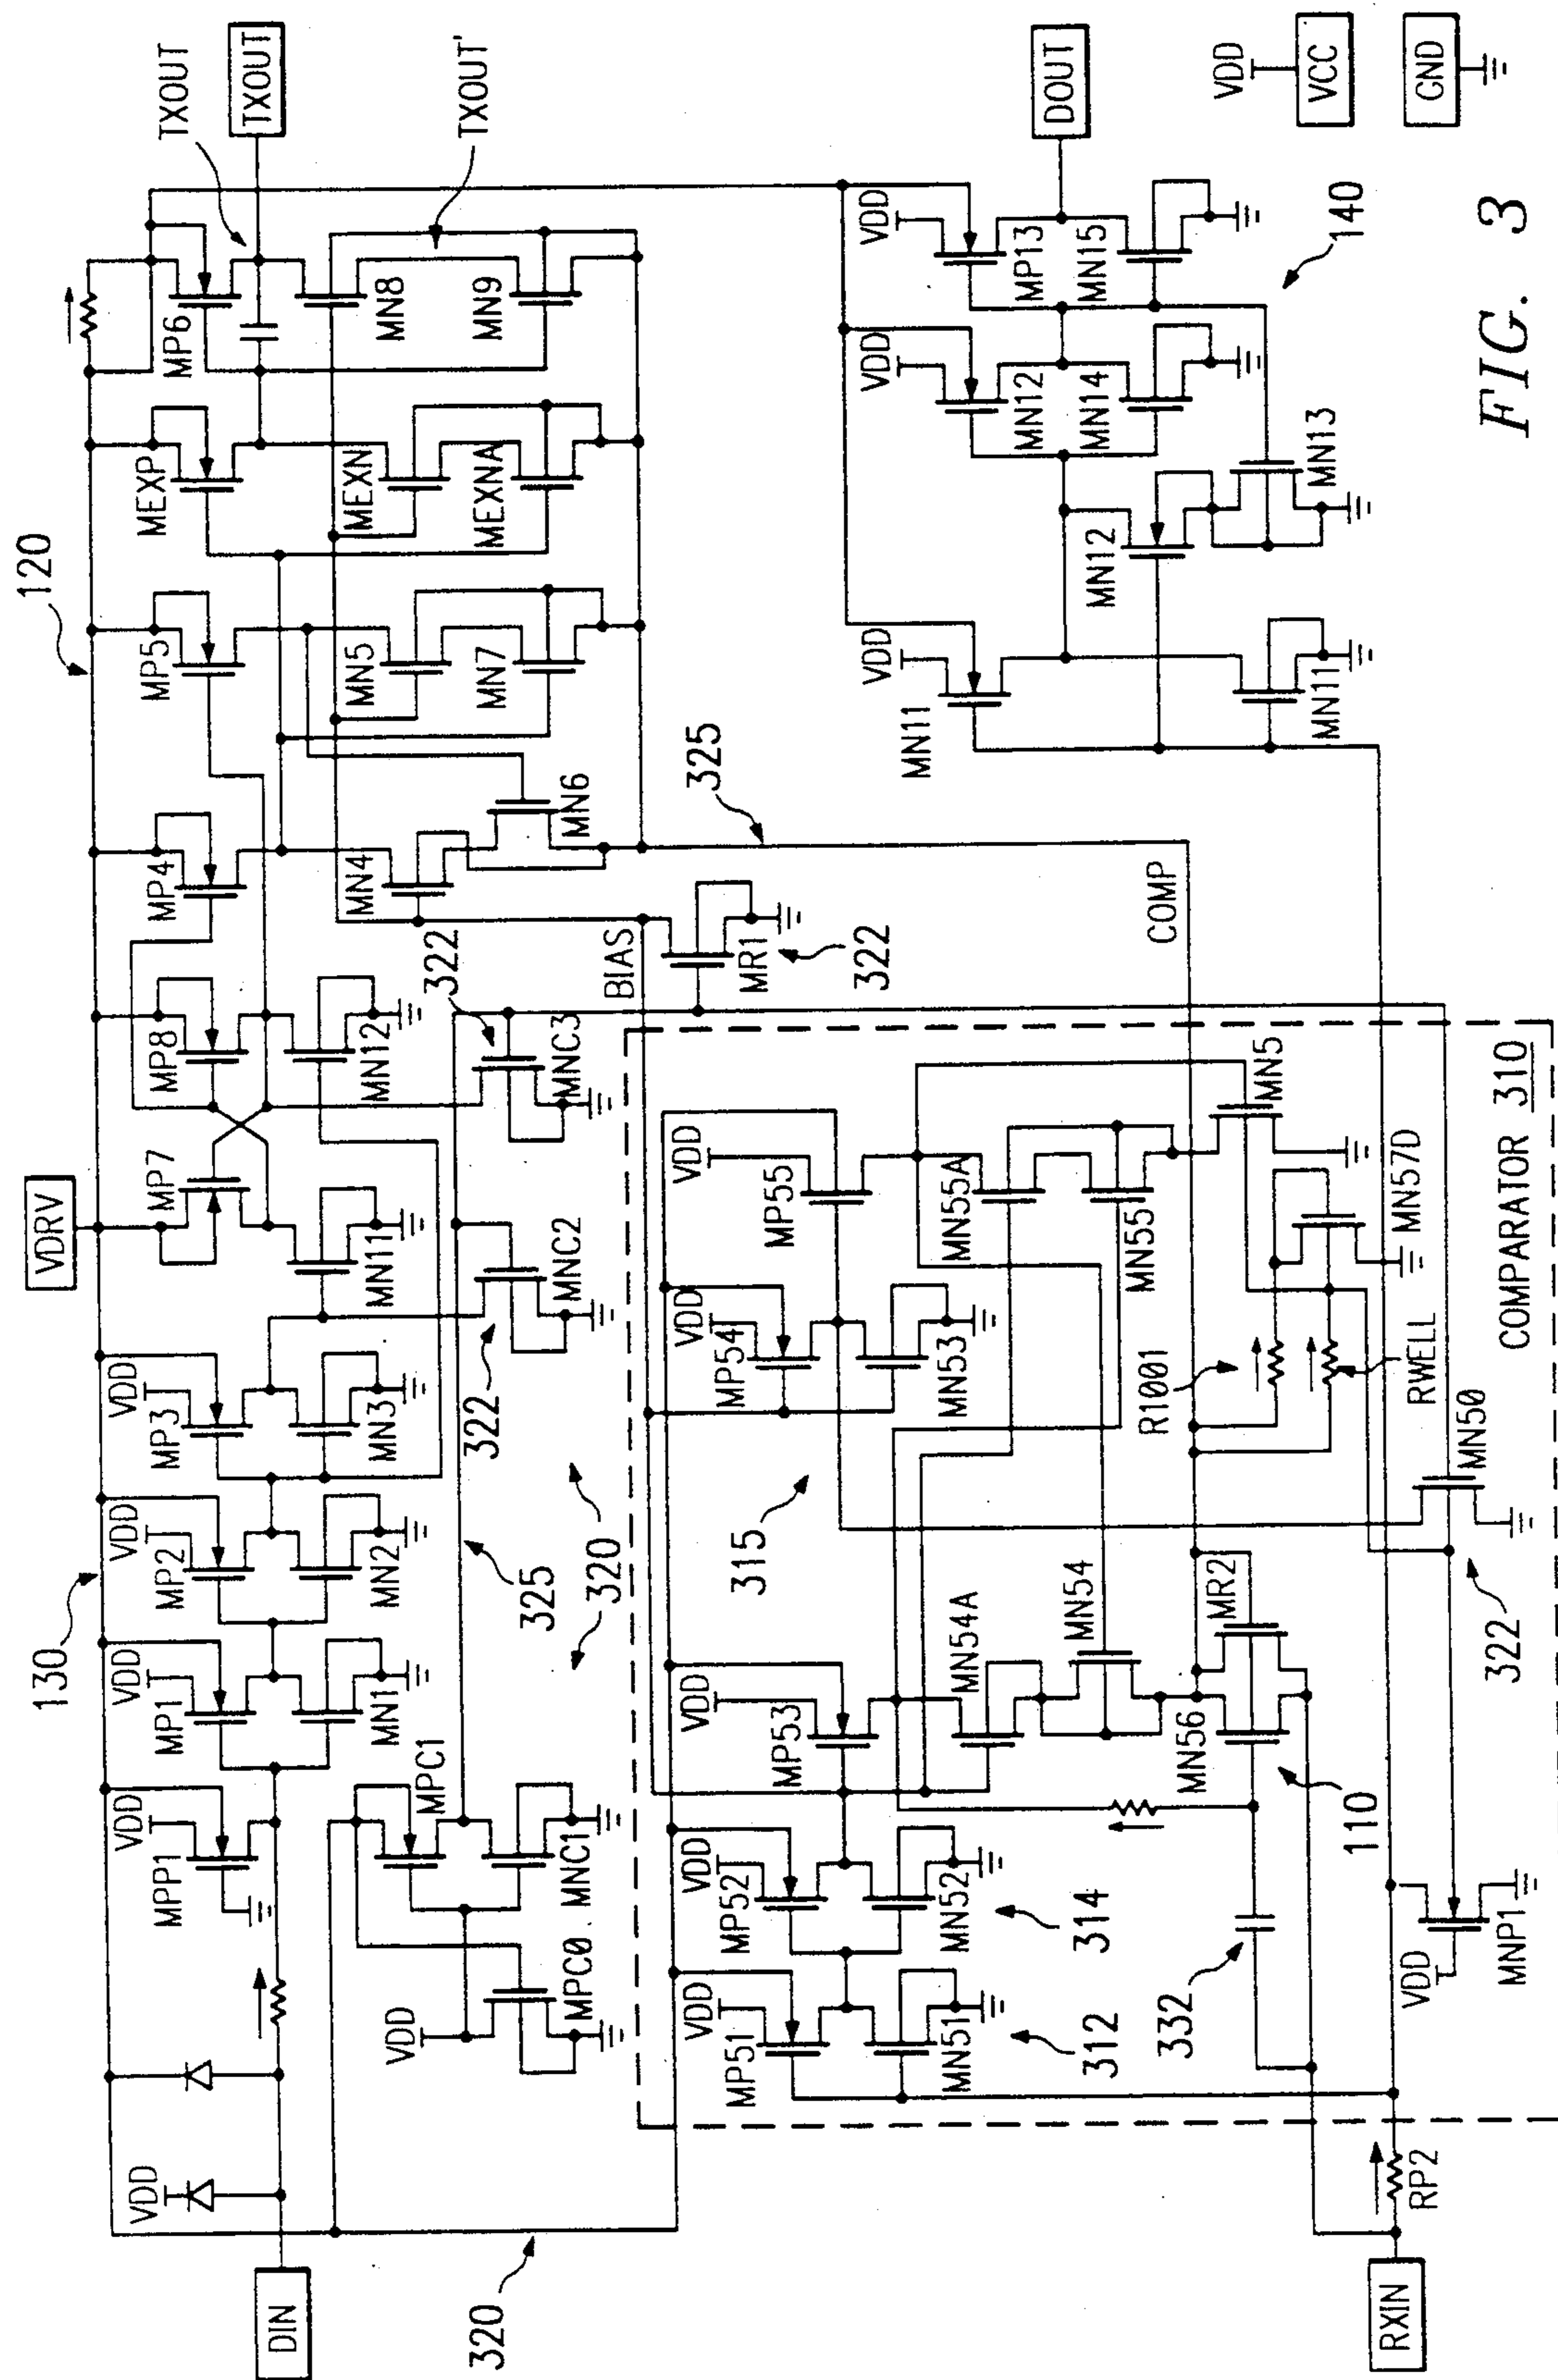 120
130
VDRV
TXOUT
TXOUT
TXOUT'
MP6
MN8
MN9
MEXP
MEXN
MEXNA
MP5
MN5
MN7
MP4
MN4
MN6
MP8
MN12
MP7
MN11
VDD
MP3
MN3
VDD
MP2
MN2
VDD
MP1
MN1
VDD
MPP1
VDD
DIN
MPC1
MNC1
MPC0
VDD
325
320
320
322
MNC2
322
MNC3
BIAS
MR1
322
325
COMP
VDD
MN11
MN11
MN12
MN13
VDD
MN12
MN14
VDD
MP13
MN15
DOUT
140
VDD
VCC
GND
VDD
MP51
MN51
312
VDD
MP52
MN52
314
VDD
MP53
MN54A
MN54
MN56
MR2
110
332
315
VDD
MP54
MN53
VDD
MP55
MN55A
MN55
MN5
MN57D
R1001
RWELL
MN50
322
VDD
MNP1
RP2
RXIN
COMPARATOR 310
FIG. 3